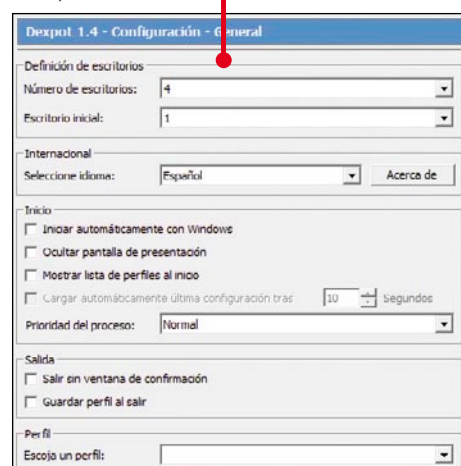 Dexpot 1.4 - Configuración - General
Definición de escritorios
Número de escritorios: 4
Escritorio inicial: 1
Internacional
Seleccione idioma: Español Acerca de
Inicio
Iniciar automáticamente con Windows
Ocultar pantalla de presentación
Mostrar lista de perfiles al inicio
Cargar automáticamente última configuración tras 10 Segundos
Prioridad del proceso: Normal
Salida
Salir sin ventana de confirmación
Guardar perfil al salir
Perfil
Escoja un perfil: